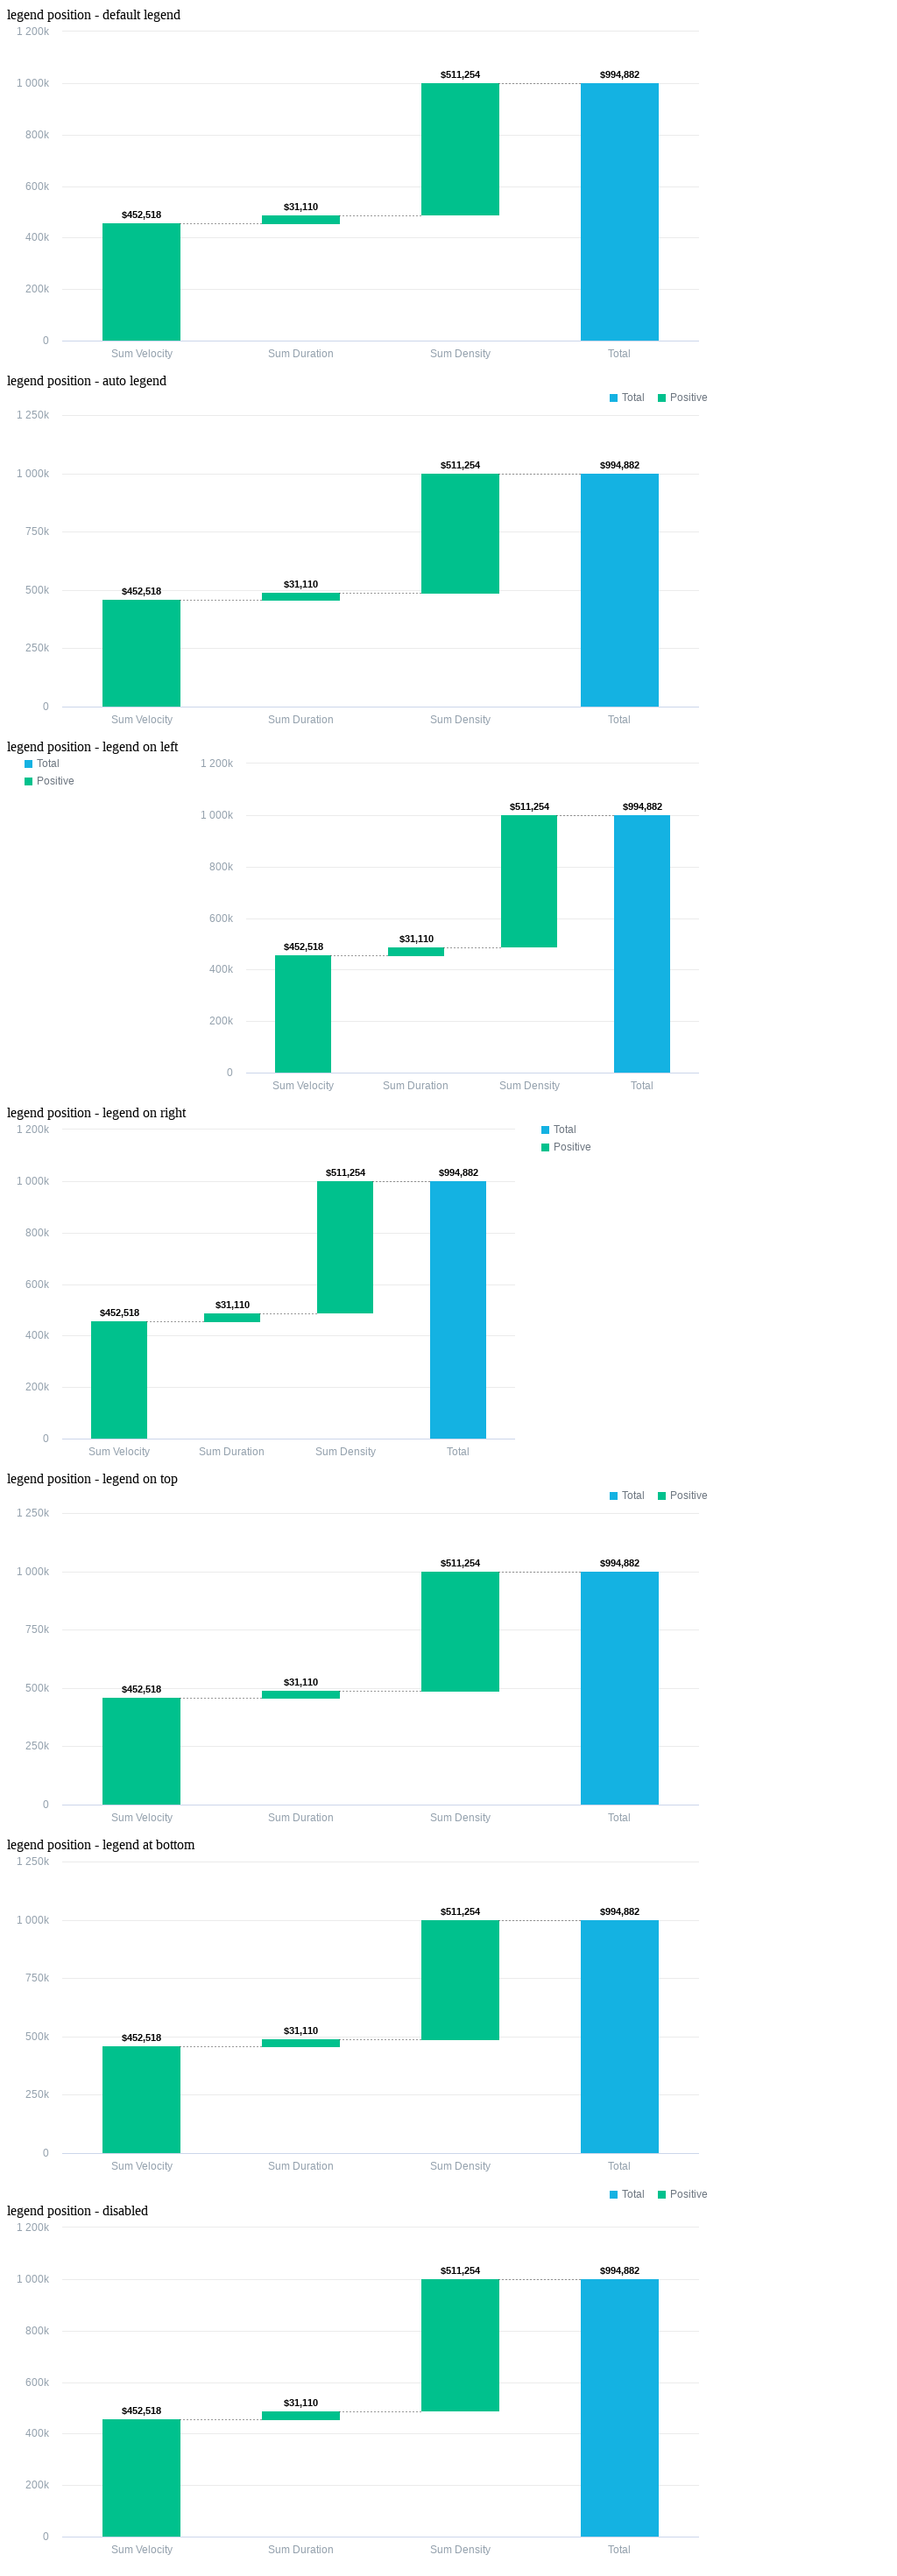 legend position - default legend
1 200k
$511,254 $994,882
1 000k
800k
600k
$31,110
$452,518
400k
200k
0
Sum Velocity Sum Duration Sum Density Total
legend position - auto legend
Total Positive
1 250k
$511,254 $994,882
1 000k
750k
$31,110
500k
$452,518
250k
0
Sum Velocity Sum Duration Sum Density Total
legend position - legend on left
Total
Positive
1 200k
$511,254 $994,882
1 000k
800k
600k
$31,110
$452,518
400k
200k
0
Sum Velocity Sum Duration Sum Density Total
legend position - legend on right
1 200k
Total
Positive
$511,254 $994,882
1 000k
800k
600k
$31,110
$452,518
400k
200k
0
Sum Velocity Sum Duration Sum Density Total
legend position - legend on top
Total Positive
1 250k
$511,254 $994,882
1 000k
750k
$31,110
500k
$452,518
250k
0
Sum Velocity Sum Duration Sum Density Total
legend position - legend at bottom
1 250k
$511,254 $994,882
1 000k
750k
$31,110
500k
$452,518
250k
0
Sum Velocity Sum Duration Sum Density Total
Total Positive
legend position - disabled
1 200k
$511,254 $994,882
1 000k
800k
600k
$31,110
$452,518
400k
200k
0
Sum Velocity Sum Duration Sum Density Total